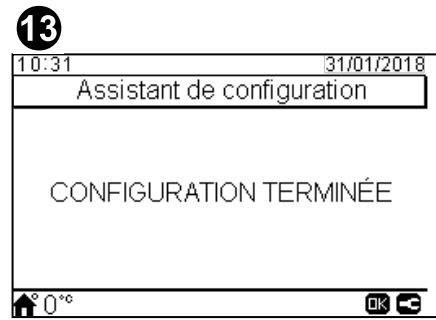 13
10:31 31/01/2018
Assistant de configuration
CONFIGURATION TERMINÉE
0°c OK